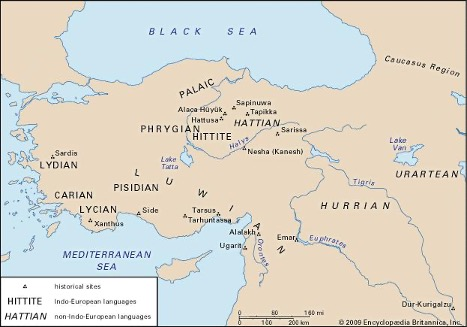 BLACK SEA
Caucasus Region
PALAIC
Sapinuwa
Alaca Hüyük
Tapikka
Hattusa
HATTIAN
PHRYGIAN
HITTITE
Sarissa
Halys
Lake
Van
Nesha (Kanesh)
Sardis
LYDIAN
Lake
Tatta
URARTEAN
Tigris
LUWIAN
PISIDIAN
CARIAN
LYCIAN
HURRIAN
Side
Tarsus
Tarhuntassa
Xanthus
Alalakh
Emar
Euphrates
Ugarit
Orontes
MEDITERRANEAN
SEA
Dūr-Kurigalzu
historical sites
HITTITE Indo-European languages
HATTIAN non-Indo-European languages
0 80 160 mi
0 100 200 km
© 2009 Encyclopædia Britannica, Inc.